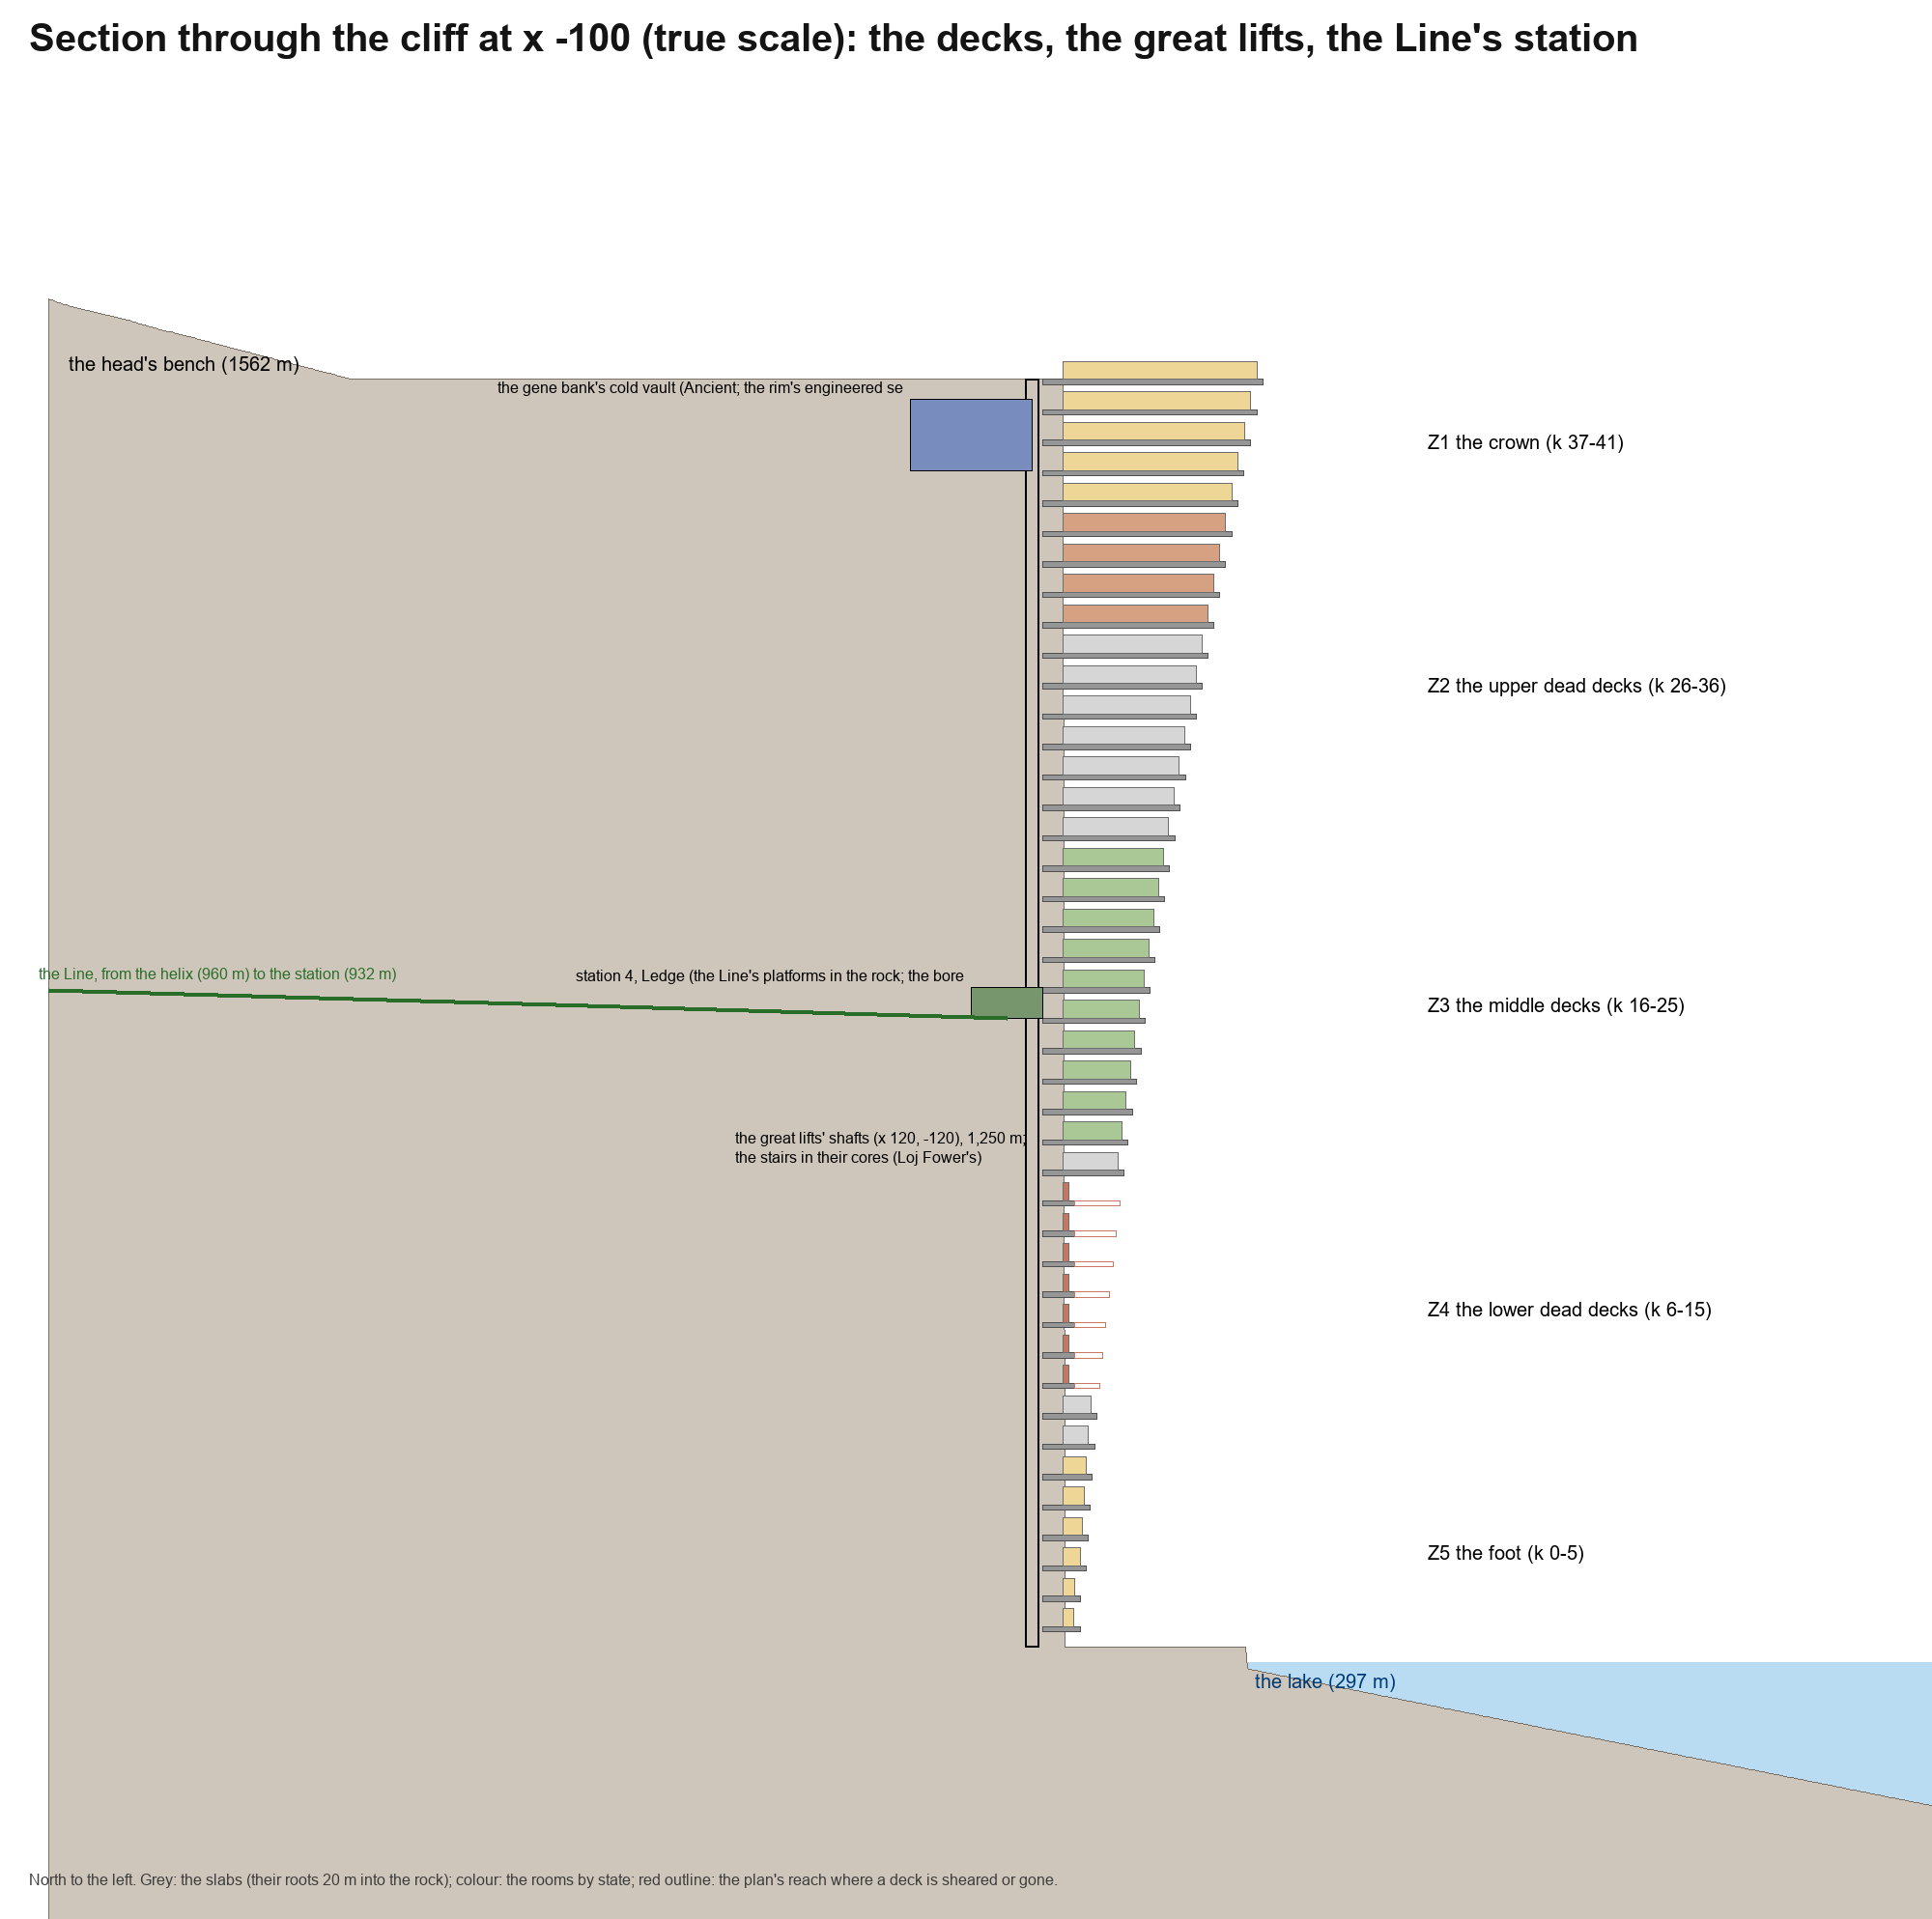 Section through the cliff at x -100 (true scale): the decks, the great lifts, the Line's station
the head's bench (1562 m)
the gene bank's cold vault (Ancient; the rim's engineered se
Z1 the crown (k 37-41)
Z2 the upper dead decks (k 26-36)
the Line, from the helix (960 m) to the station (932 m)
station 4, Ledge (the Line's platforms in the rock; the bore
Z3 the middle decks (k 16-25)
the great lifts' shafts (x 120, -120), 1,250 m;
the stairs in their cores (Loj Fower's)
Z4 the lower dead decks (k 6-15)
Z5 the foot (k 0-5)
the lake (297 m)
North to the left. Grey: the slabs (their roots 20 m into the rock); colour: the rooms by state; red outline: the plan's reach where a deck is sheared or gone.